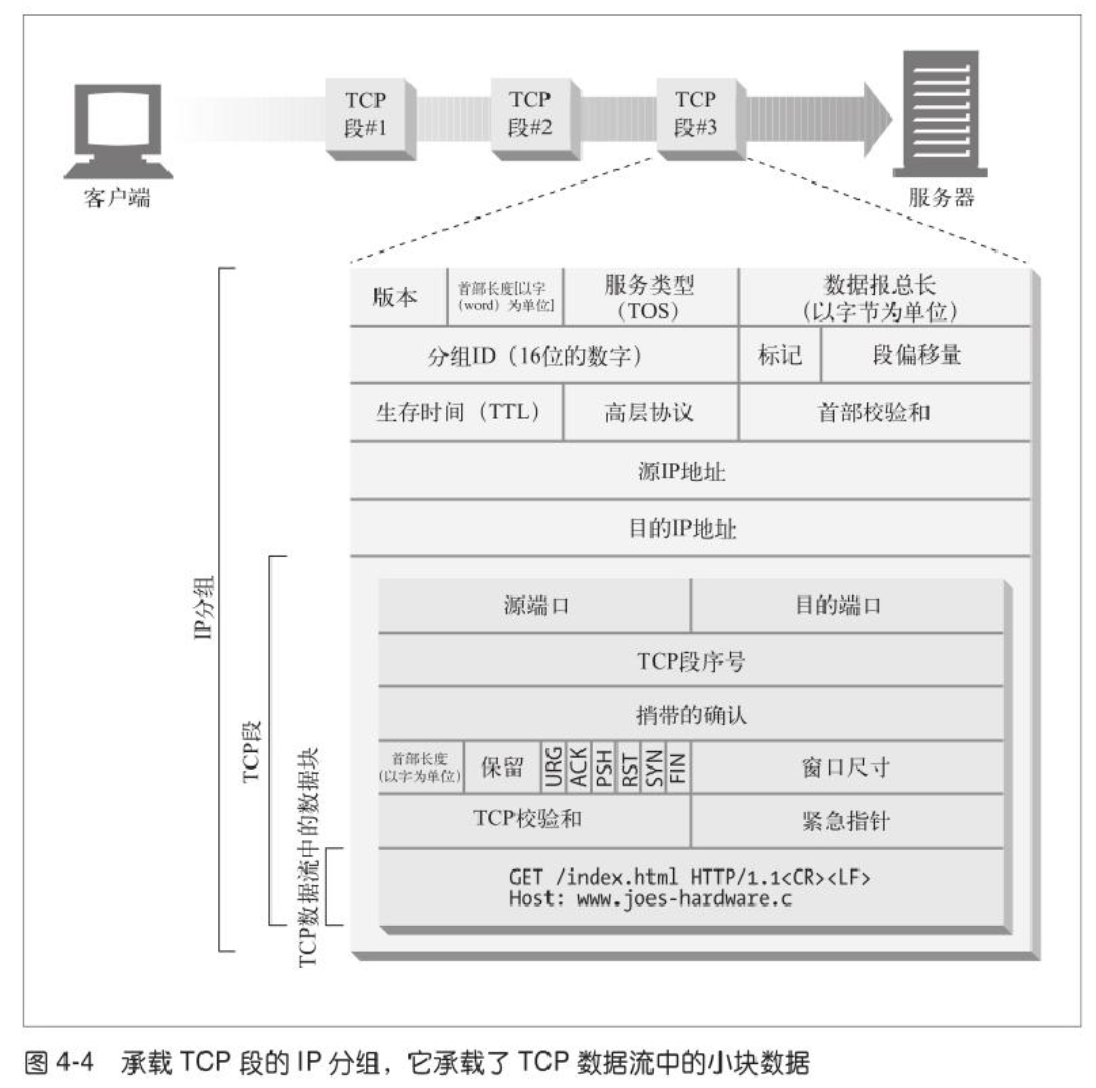 TCP
段#1
TCP
段#2
TCP
段#3
客户端
服务器
版本
首部长度[以字
(word) 为单位]
服务类型
(TOS)
数据报总长
(以字节为单位)
分组ID（16位的数字）
标记
段偏移量
生存时间（TTL）
高层协议
首部校验和
源IP地址
目的IP地址
源端口
目的端口
TCP段序号
捎带的确认
首部长度
(以字为单位)
保留
URG
ACK
PSH
RST
SYN
FIN
窗口尺寸
TCP校验和
紧急指针
GET /index.html HTTP/1.1<CR><LF>
Host: www.joes-hardware.c
IP分组
TCP段
TCP数据流中的数据块
图 4-4 承载 TCP 段的 IP 分组，它承载了 TCP 数据流中的小块数据